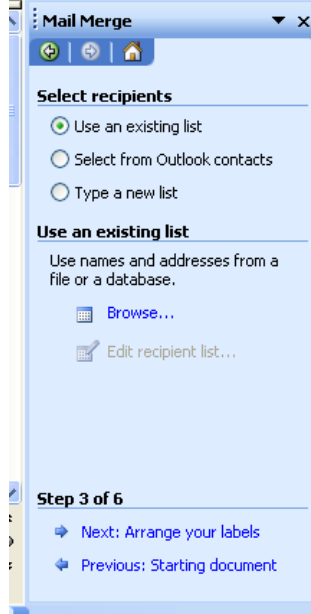 Mail Merge
Select recipients
Use an existing list
Select from Outlook contacts
Type a new list
Use an existing list
Use names and addresses from a
file or a database.
Browse...
Edit recipient list...
Step 3 of 6
Next: Arrange your labels
Previous: Starting document